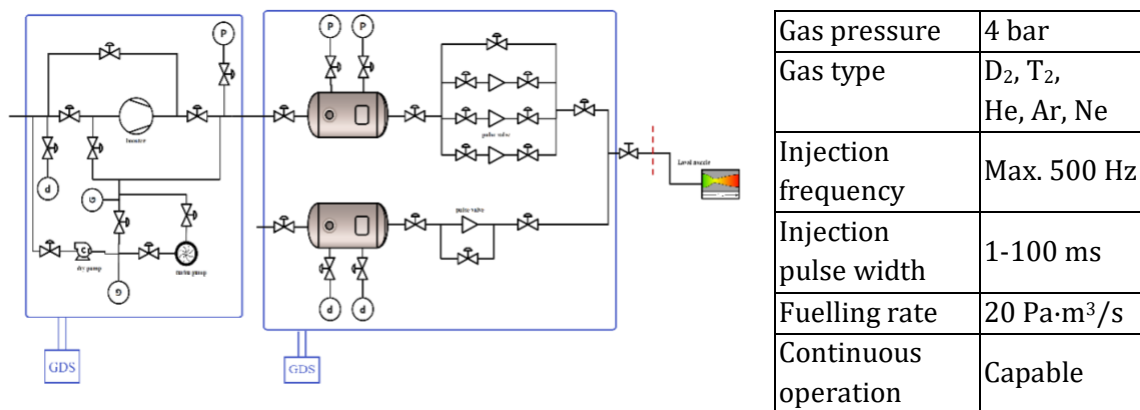 P
P
P
booster
pulse valve
d
G
dry pump
turbo pump
G
Laval nozzle
pulse valve
d
d
GDS
GDS
Gas pressure
4 bar
Gas type
D₂, T₂,
He, Ar, Ne
Injection
frequency
Max. 500 Hz
Injection
pulse width
1-100 ms
Fuelling rate
20 Pa·m³/s
Continuous
operation
Capable